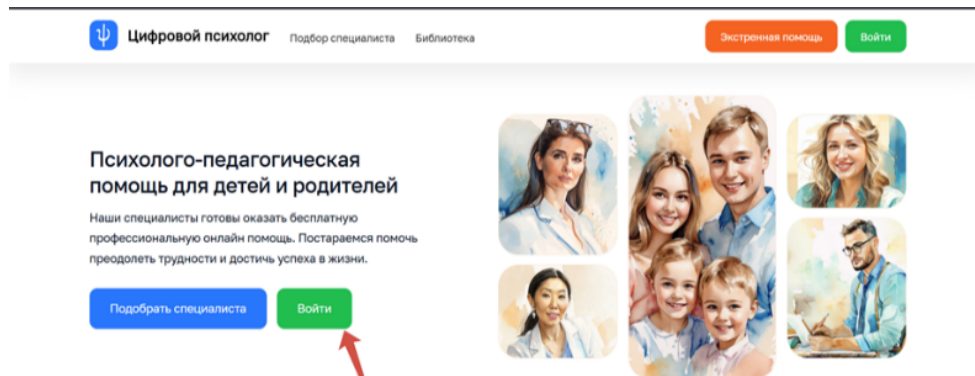 Цифровой психолог
Подбор специалиста
Библиотека
Экстренная помощь
Войти
Психолого-педагогическая
помощь для детей и родителей
Наши специалисты готовы оказать бесплатную
профессиональную онлайн помощь. Постараемся помочь
преодолеть трудности и достичь успеха в жизни.
Подобрать специалиста
Войти